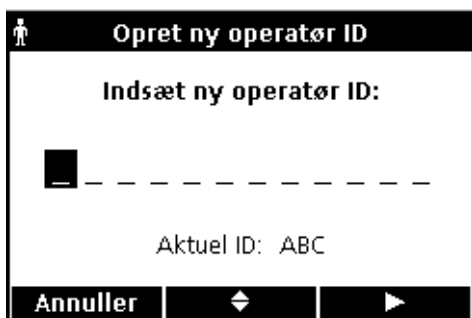 Opret ny operatør ID
Indsæt ny operatør ID:
_ _ _ _ _ _ _ _ _ _ _ _
Aktuel ID: ABC
Annuller